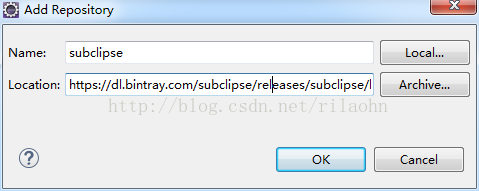 Add Repository
Name: subclipse Local...
Location: https://dl.bintray.com/subclipse/releases/subclipse/l Archive...
http://blog.csdn.net/rilaohn
? OK Cancel